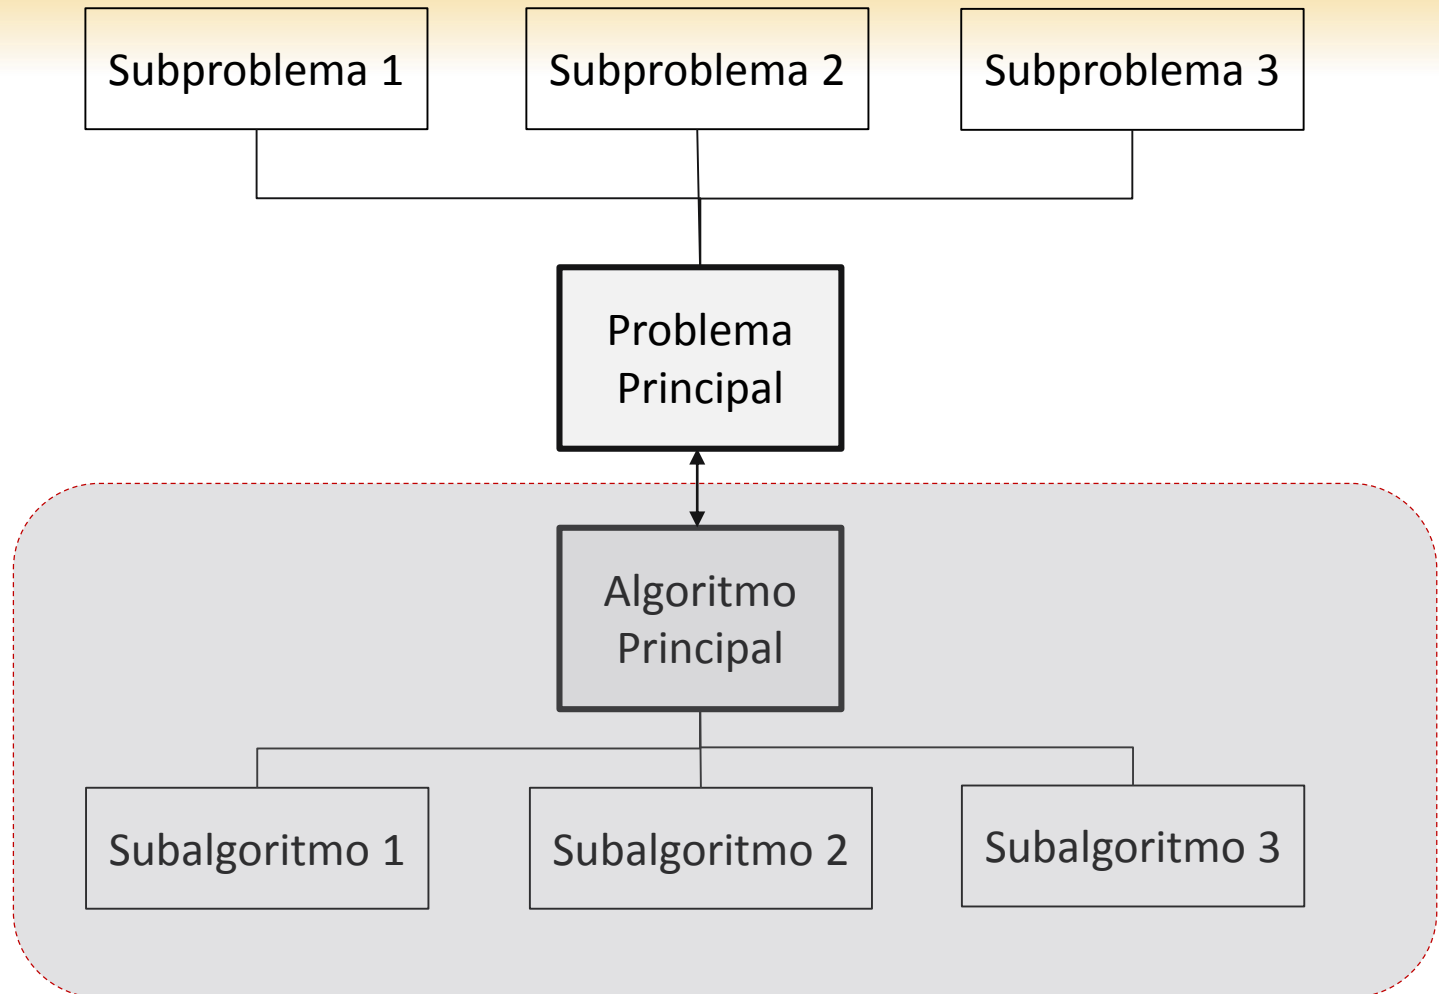 Subproblema 1
Subproblema 2
Subproblema 3
Problema
Principal
Algoritmo
Principal
Subalgoritmo 1
Subalgoritmo 2
Subalgoritmo 3